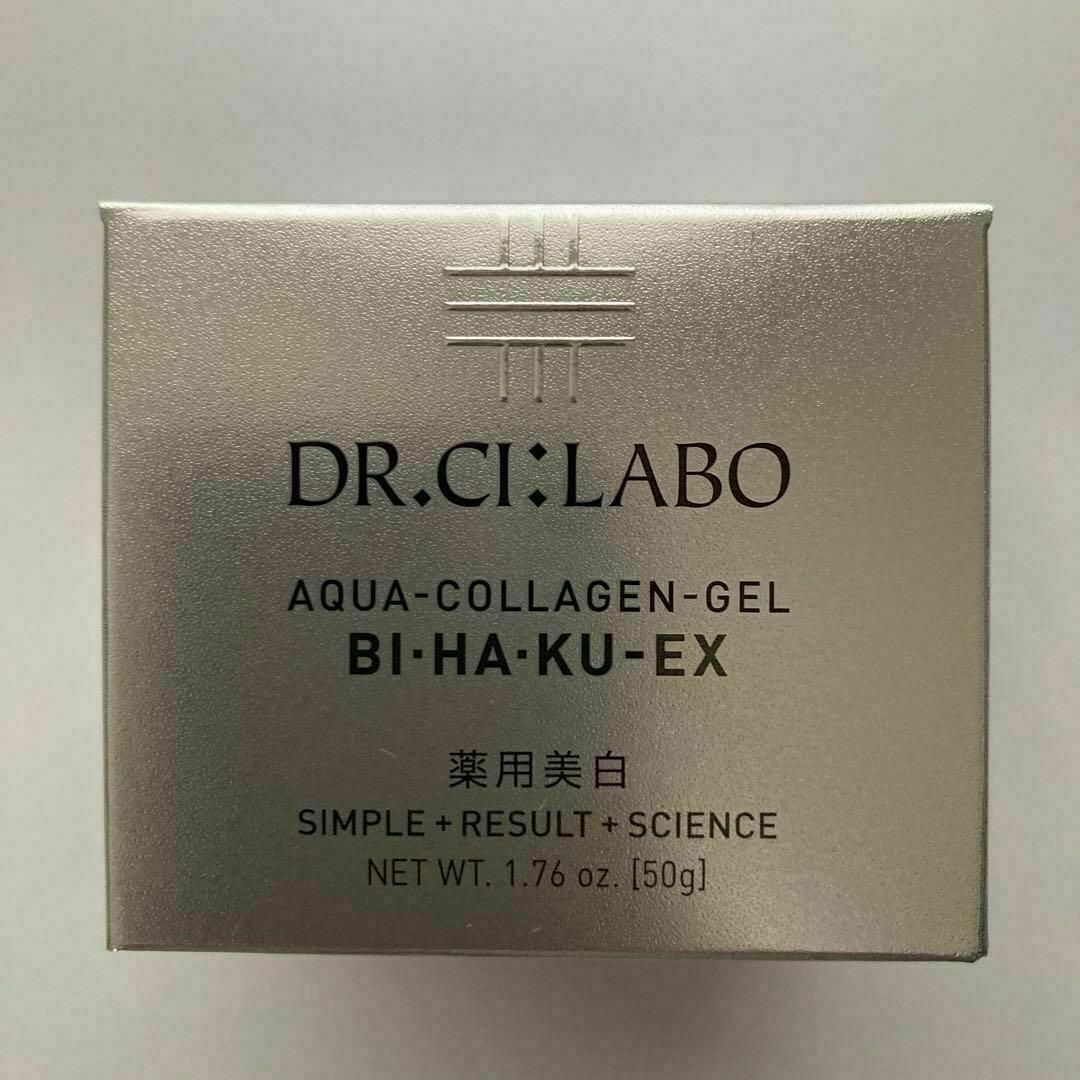 DR.CI:LABO
AQUA-COLLAGEN-GEL
BI·HA·KU-EX
薬用美白
SIMPLE + RESULT + SCIENCE
NET WT. 1.76 oz. [50g]